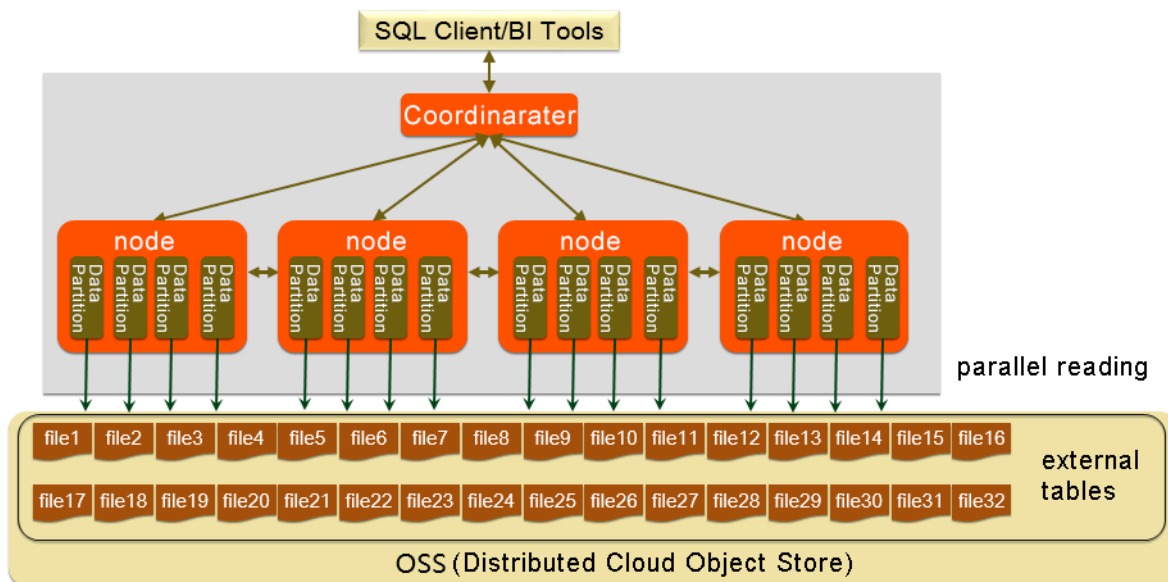 SQL Client/BI Tools
Coordinarater
node node node node
Data Partition Data Partition Data Partition Data Partition Data Partition Data Partition Data Partition Data Partition Data Partition Data Partition Data Partition Data Partition Data Partition Data Partition Data Partition Data Partition
parallel reading
file1 file2 file3 file4 file5 file6 file7 file8 file9 file10 file11 file12 file13 file14 file15 file16
external
tables
file17 file18 file19 file20 file21 file22 file23 file24 file25 file26 file27 file28 file29 file30 file31 file32
OSS (Distributed Cloud Object Store)